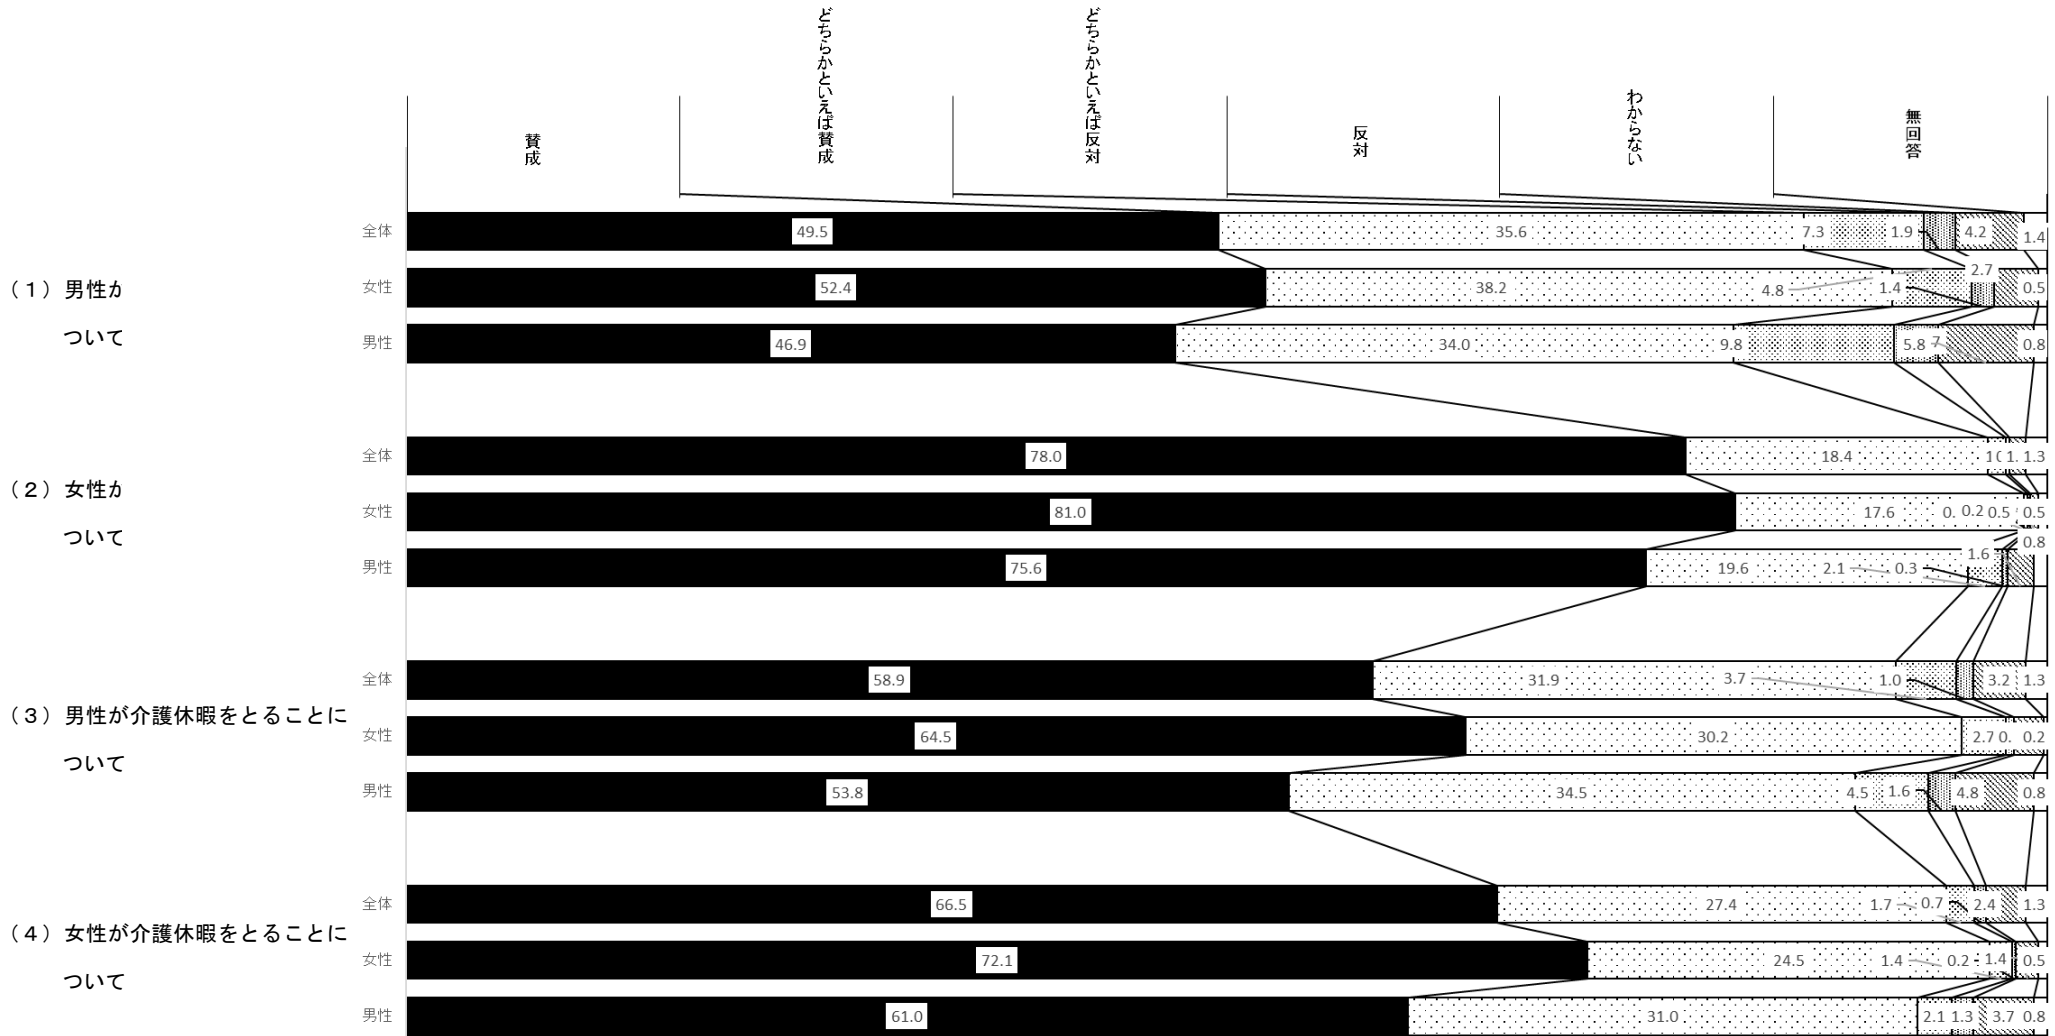 賛成
どちらかといえば賛成
どちらかといえば反対
反対
わからない
無回答
全体 49.5 35.6 7.3 1.9 4.2 1.4
(1)男性か
女性 52.4 38.2 4.8 1.4 2.7 0.5
ついて
男性 46.9 34.0 9.8 5.8 0.8
全体 78.0 18.4 1.3
(2)女性か
女性 81.0 17.6 0. 0.2 0.5 0.5
ついて
男性 75.6 19.6 2.1 0.3 1.6 0.8
全体 58.9 31.9 3.7 1.0 3.2 1.3
(3)男性が介護休暇をとることに
女性 64.5 30.2 2.7 0. 0.2
ついて
男性 53.8 34.5 4.5 1.6 4.8 0.8
全体 66.5 27.4 1.7 0.7 2.4 1.3
(4)女性が介護休暇をとることに
女性 72.1 24.5 1.4 0.2 1.4 0.5
ついて
男性 61.0 31.0 2.1 1.3 3.7 0.8